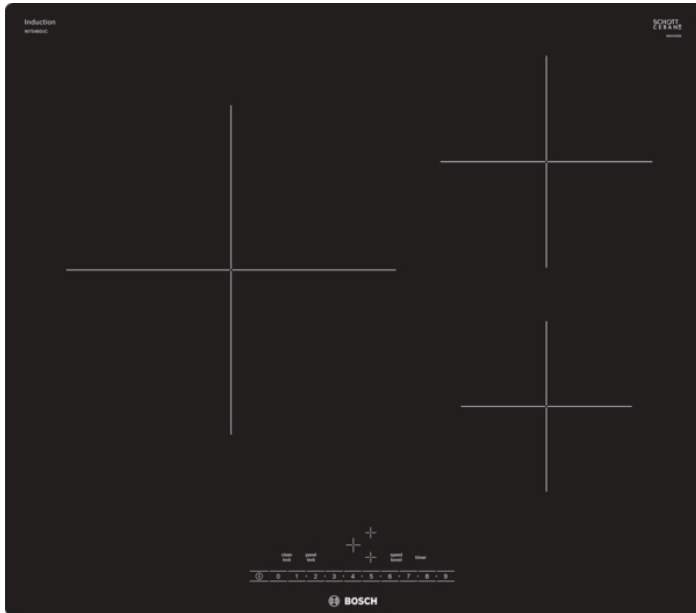 Induction
SCHOTT
CERAN
clean lock
panel lock
speed boost
timer
0 1 • 2 • 3 • 4 • 5 • 6 • 7 • 8 • 9
BOSCH